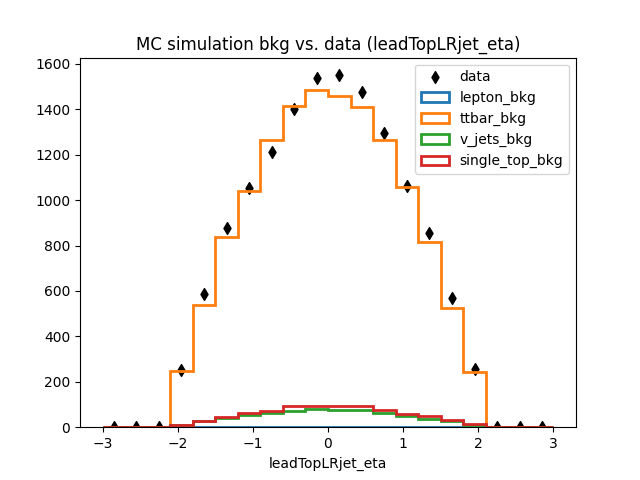 MC simulation bkg vs. data (leadTopLRjet_eta)
data
lepton_bkg
ttbar_bkg
v_jets_bkg
single_top_bkg
1600
1400
1200
1000
800
600
400
200
0
−3 −2 −1 0 1 2 3
leadTopLRjet_eta